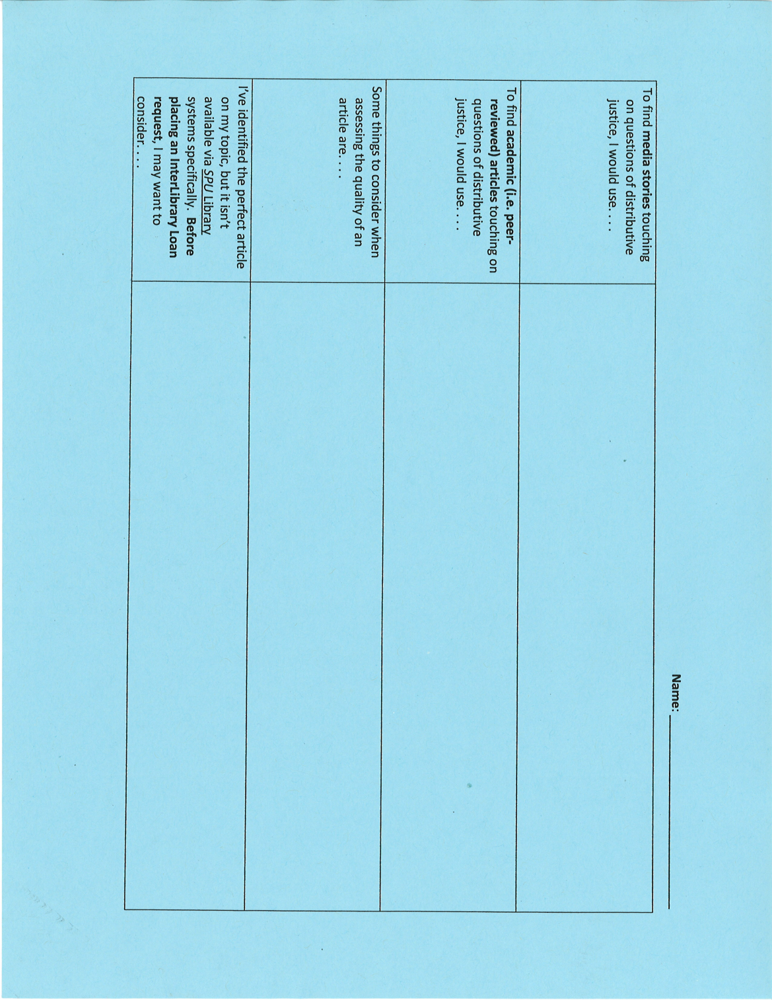 Name:
To find media stories touching
on questions of distributive
justice, I would use. . . .
To find academic (i.e. peer-
reviewed) articles touching on
questions of distributive
justice, I would use. . . .
Some things to consider when
assessing the quality of an
article are. . . .
I've identified the perfect article
on my topic, but it isn't
available via SPU Library
systems specifically. Before
placing an InterLibrary Loan
request, I may want to
consider. . . .